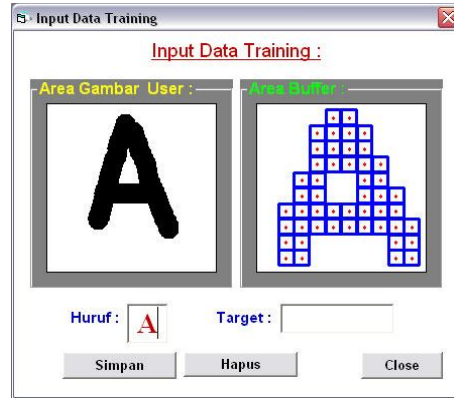 Input Data Training
Input Data Training :
Area Gambar User :
Area Buffer :
A
Huruf : A
Target :
Simpan
Hapus
Close